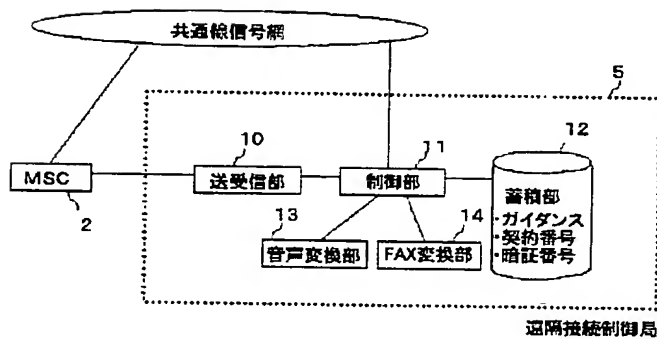 共通線信号網
5
10
11
12
MSC
送受信部
制御部
蓄積部
・ガイダンス
・契約番号
・暗証番号
2
13
14
音声変換部
FAX変換部
遠隔接続制御局